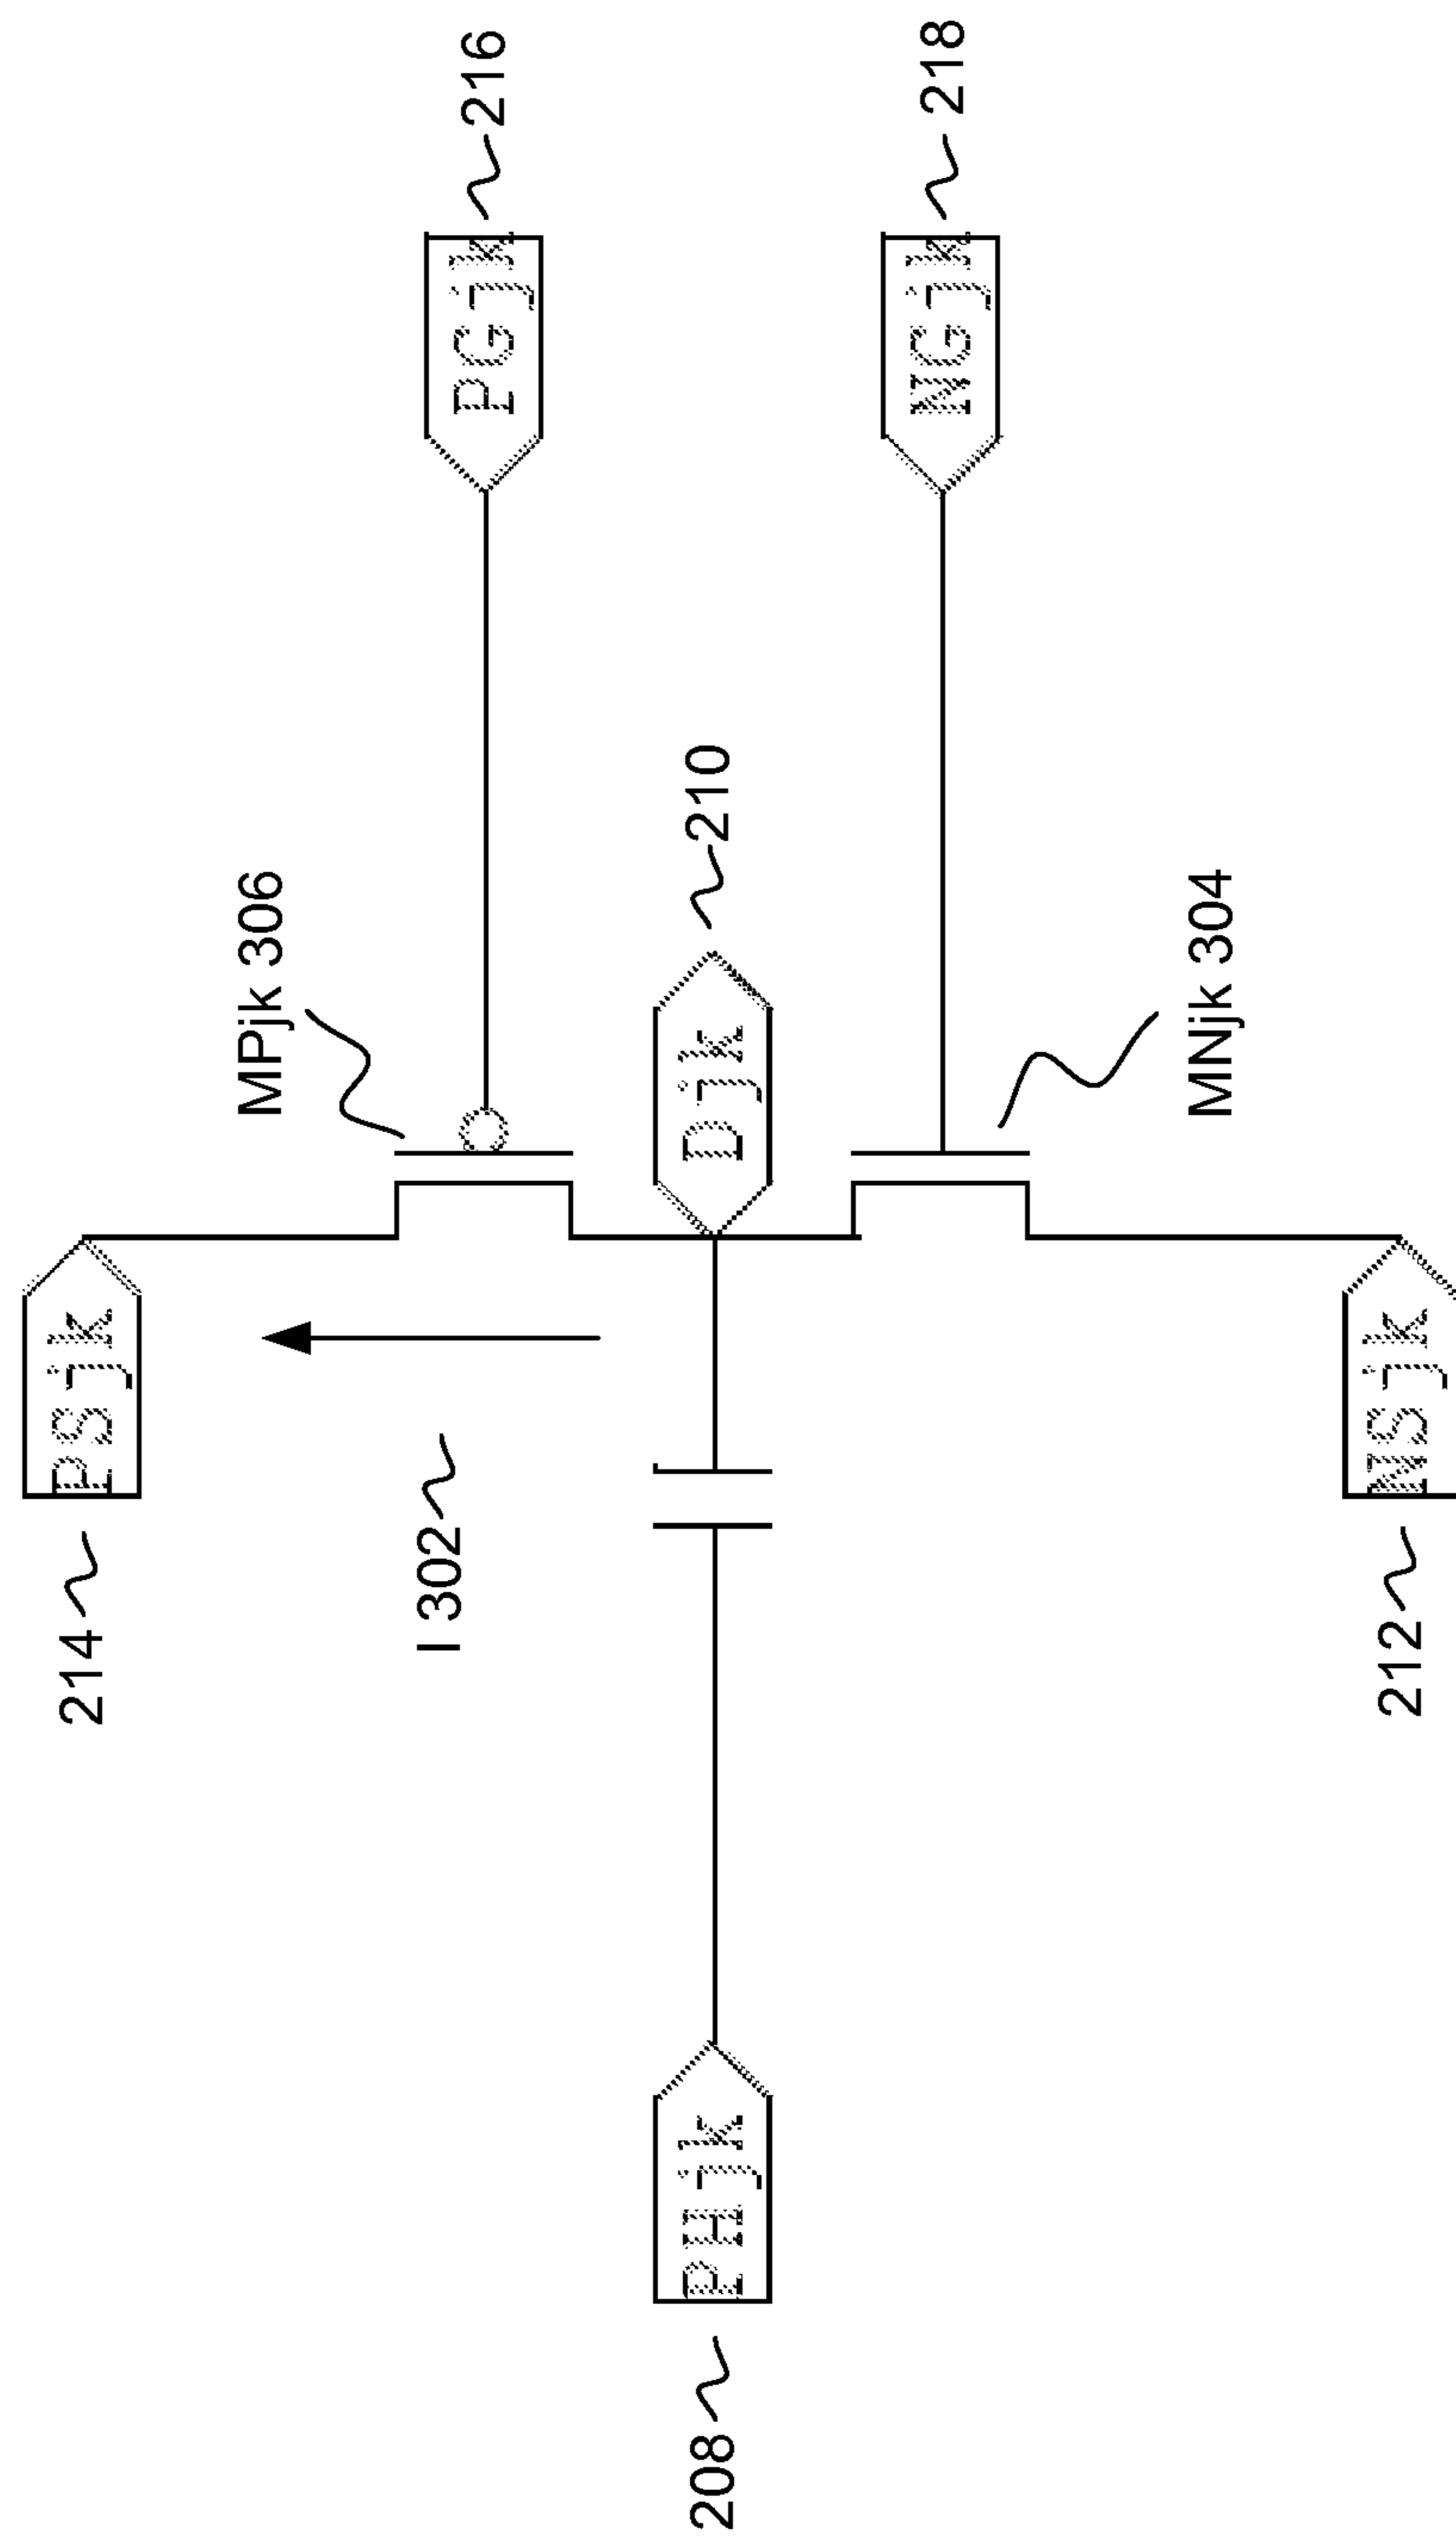 214
PSjk
MPjk 306
I 302
PGjk
216
208
PHjk
Djk
210
NGjk
218
MNjk 304
212
NSjk